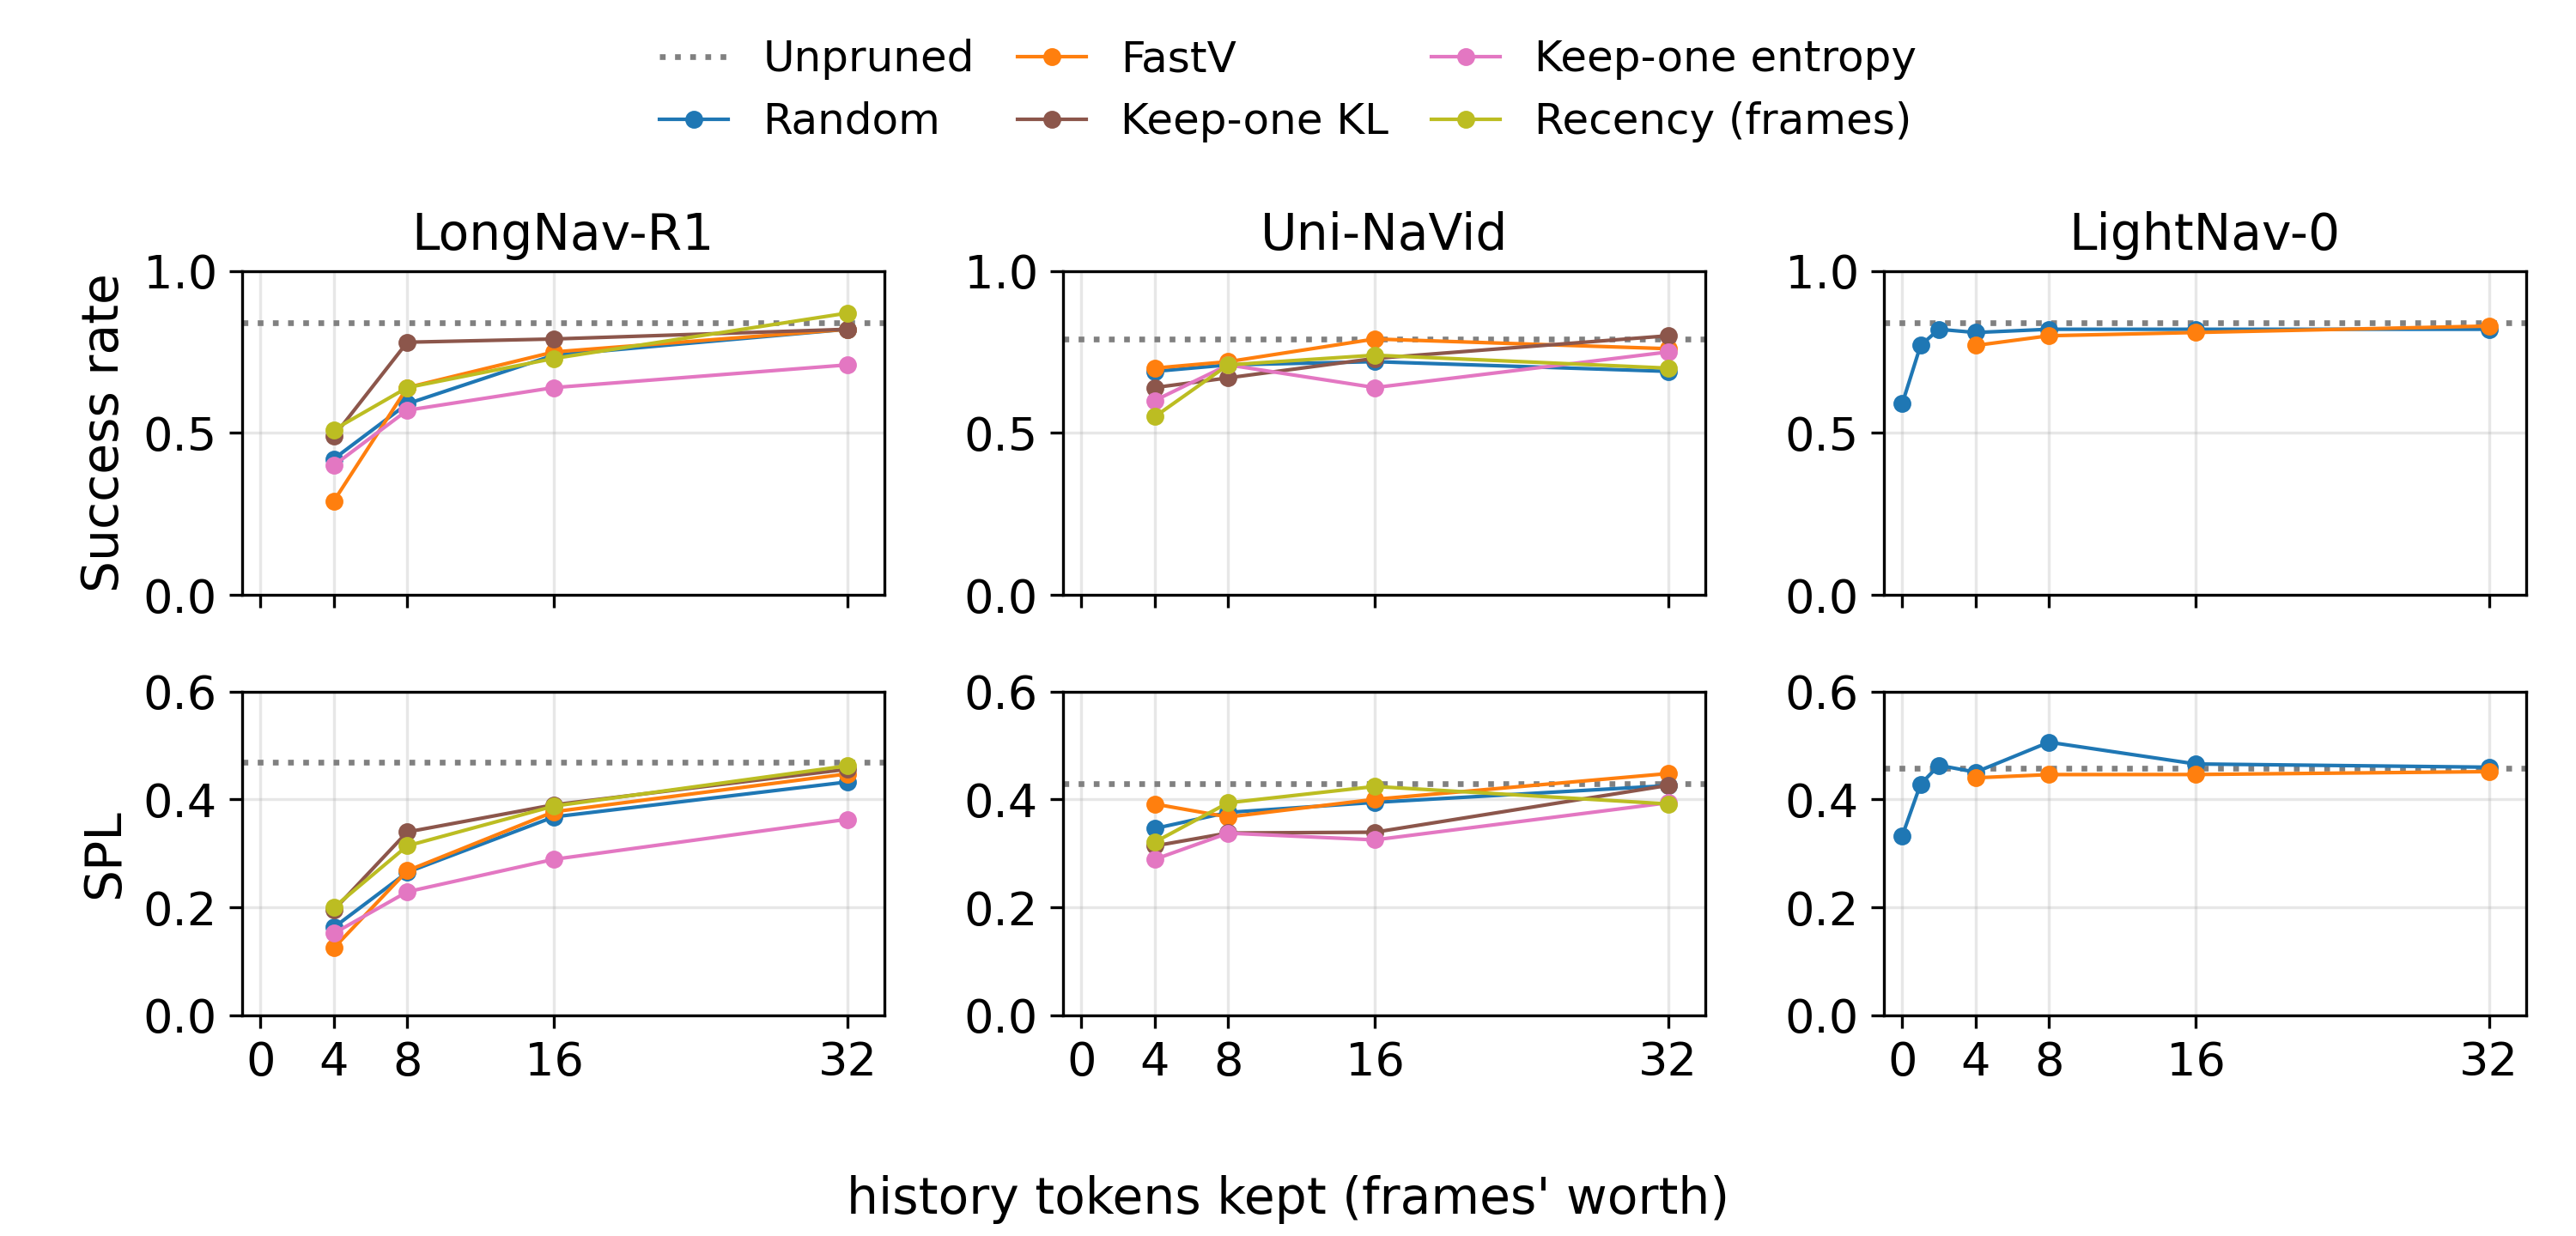 Unpruned FastV Keep-one entropy
Random Keep-one KL Recency (frames)
LongNav-R1 Uni-NaVid LightNav-0
Success rate
1.0 1.0 1.0
0.5 0.5 0.5
0.0 0.0 0.0
SPL
0.6 0.6 0.6
0.4 0.4 0.4
0.2 0.2 0.2
0.0 0.0 0.0
0 4 8 16 32 0 4 8 16 32 0 4 8 16 32
history tokens kept (frames' worth)